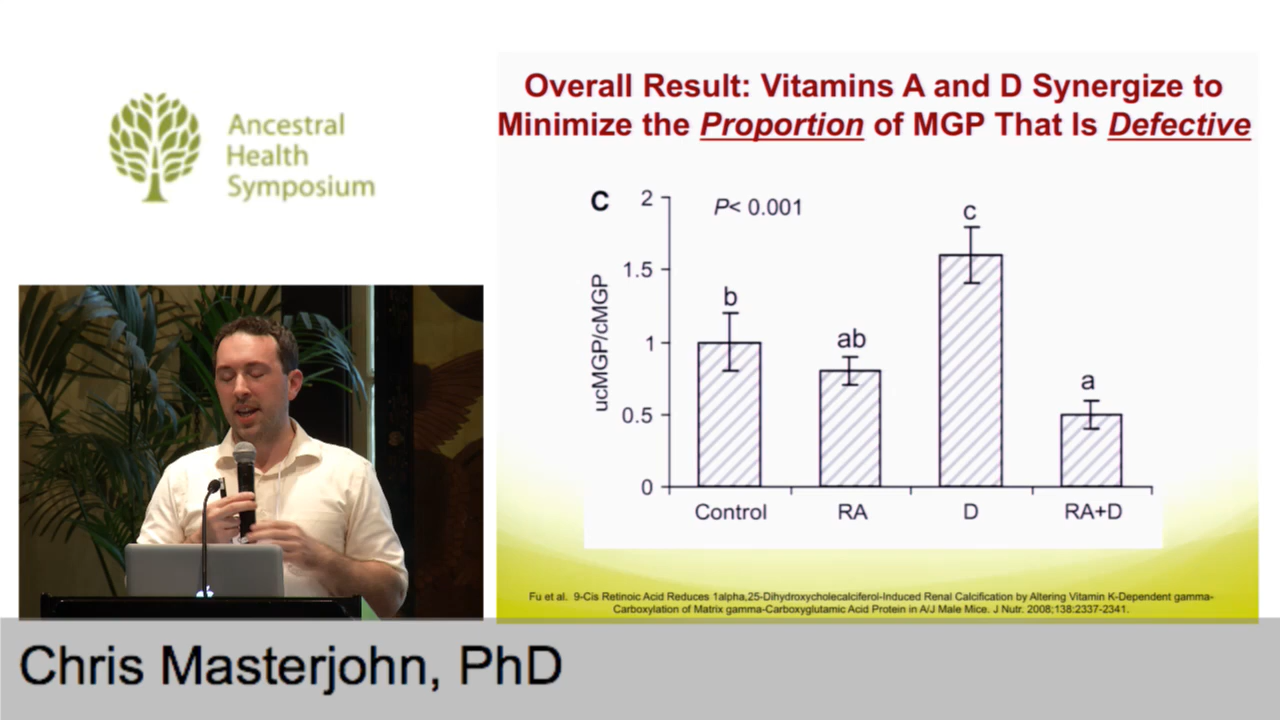 Ancestral
Health
Symposium
Overall Result: Vitamins A and D Synergize to
Minimize the Proportion of MGP That Is Defective
C
P< 0.001
ucMGP/cMGP
2
1.5
1
0.5
0
b
ab
c
a
Control RA D RA+D
Fu et al. 9-Cis Retinoic Acid Reduces 1alpha,25-Dihydroxycholecalciferol-Induced Renal Calcification by Altering Vitamin K-Dependent gamma-
Carboxylation of Matrix gamma-Carboxyglutamic Acid Protein in A/J Male Mice. J Nutr. 2008;138:2337-2341.
Chris Masterjohn, PhD